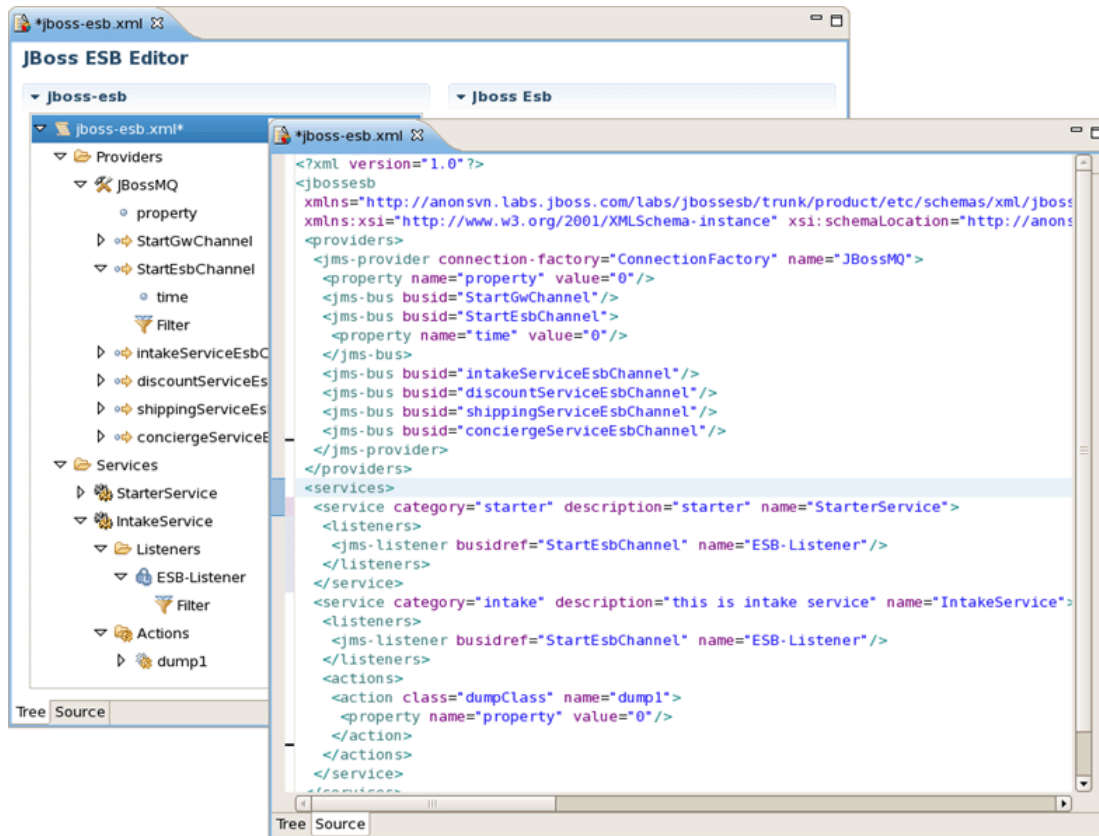 *jboss-esb.xml
JBoss ESB Editor
jboss-esb
Jboss Esb
jboss-esb.xml*
Providers
JBossMQ
property
StartGwChannel
StartEsbChannel
time
Filter
intakeServiceEsbC
discountServiceEs
shippingServiceEsl
conciergeServiceE
Services
StarterService
IntakeService
Listeners
ESB-Listener
Filter
Actions
dump1
Tree Source
*jboss-esb.xml
<?xml version="1.0"?>
<jbossesb
xmlns="http://anonsvn.labs.jboss.com/labs/jbossesb/trunk/product/etc/schemas/xml/jboss
xmlns:xsi="http://www.w3.org/2001/XMLSchema-instance" xsi:schemaLocation="http://anons
<providers>
<jms-provider connection-factory="ConnectionFactory" name="JBossMQ">
<property name="property" value="0"/>
<jms-bus busid="StartGwChannel"/>
<jms-bus busid="StartEsbChannel">
<property name="time" value="0"/>
</jms-bus>
<jms-bus busid="intakeServiceEsbChannel"/>
<jms-bus busid="discountServiceEsbChannel"/>
<jms-bus busid="shippingServiceEsbChannel"/>
<jms-bus busid="conciergeServiceEsbChannel"/>
</jms-provider>
</providers>
<services>
<service category="starter" description="starter" name="StarterService">
<listeners>
<jms-listener busidref="StartEsbChannel" name="ESB-Listener"/>
</listeners>
</service>
<service category="intake" description="this is intake service" name="IntakeService">
<listeners>
<jms-listener busidref="StartEsbChannel" name="ESB-Listener"/>
</listeners>
<actions>
<action class="dumpClass" name="dump1">
<property name="property" value="0"/>
</action>
</actions>
</service>
</services>
Tree Source